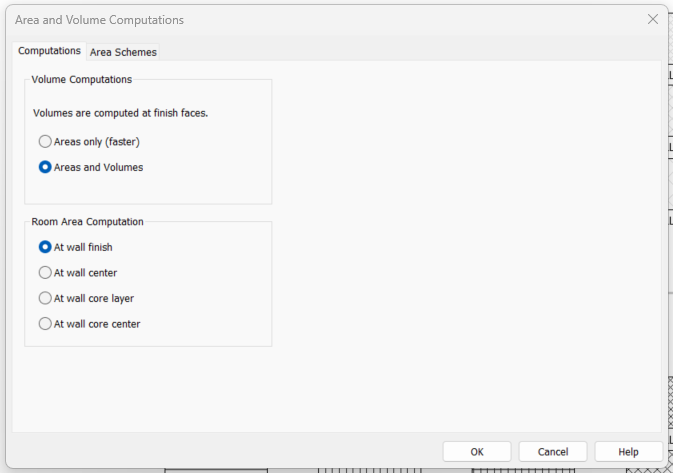 Area and Volume Computations
Computations
Area Schemes
Volume Computations
Volumes are computed at finish faces.
Areas only (faster)
Areas and Volumes
Room Area Computation
At wall finish
At wall center
At wall core layer
At wall core center
OK
Cancel
Help